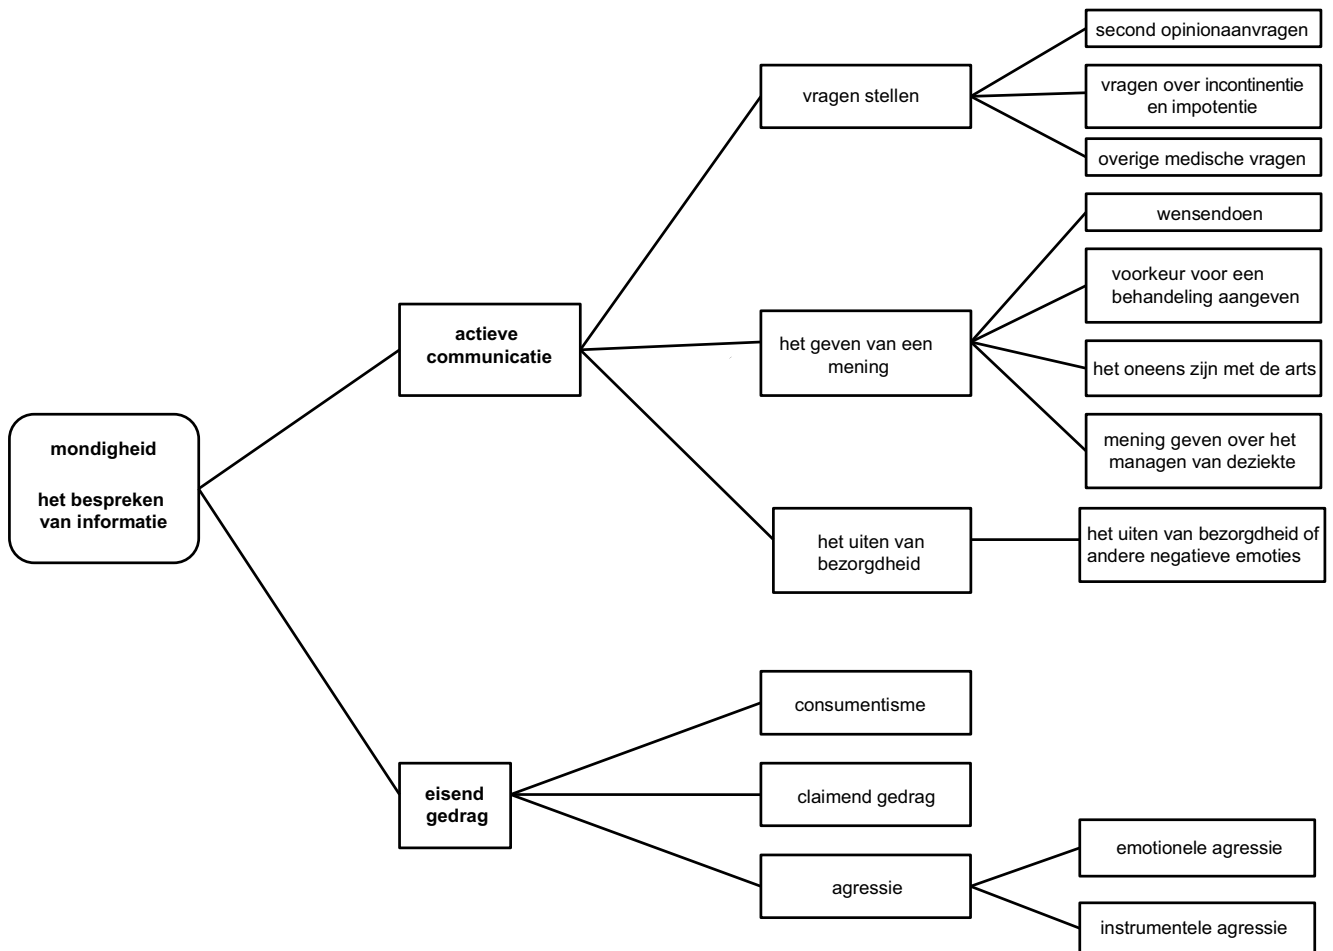 second opinionaanvragen
vragen over incontinentie
en impotentie
vragen stellen
overige medische vragen
wensendoen
voorkeur voor een
behandeling aangeven
actieve
communicatie
het geven van een
mening
het oneens zijn met de arts
mening geven over het
managen van deziekte
mondigheid
het bespreken
van informatie
het uiten van
bezorgdheid
het uiten van bezorgdheid of
andere negatieve emoties
consumentisme
eisend
gedrag
claimend gedrag
agressie
emotionele agressie
instrumentele agressie